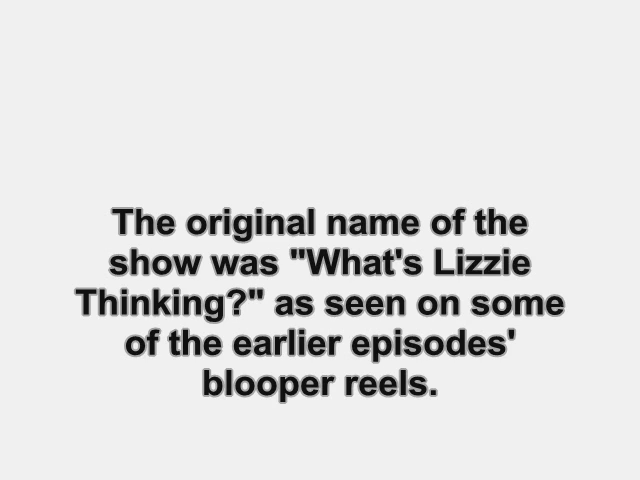 The original name of the
show was "What's Lizzie
Thinking?" as seen on some
of the earlier episodes'
blooper reels.